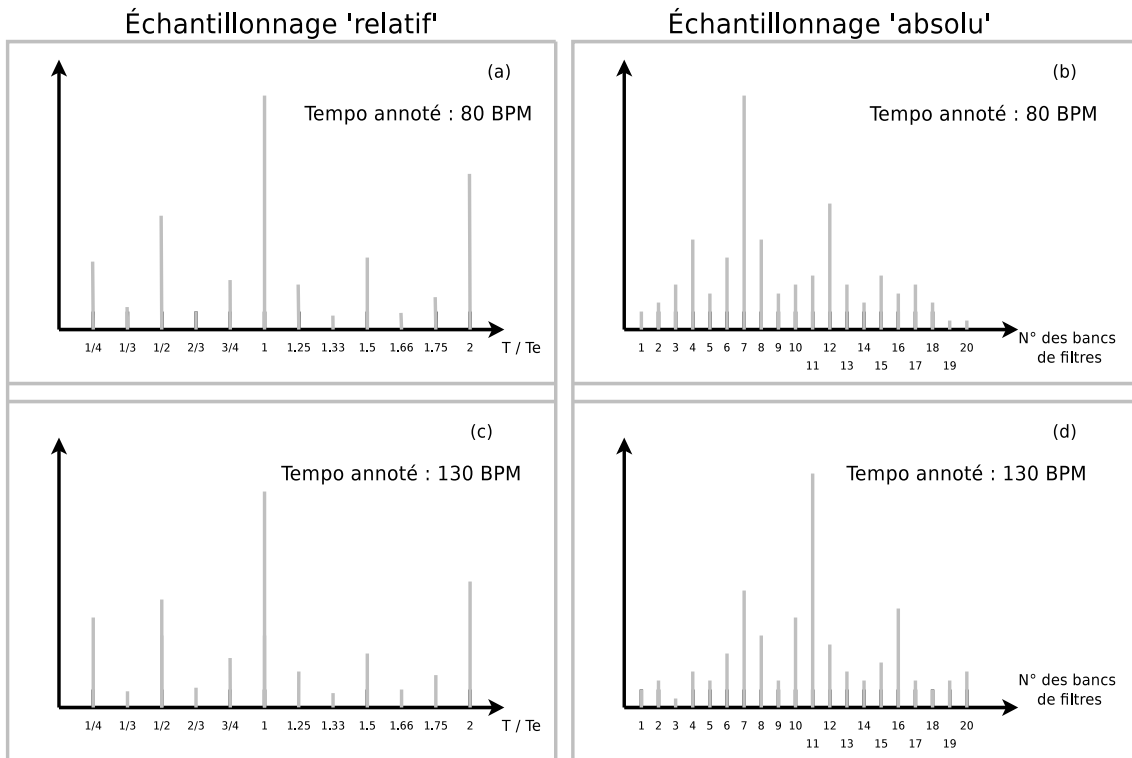 Échantillonnage 'relatif'
Échantillonnage 'absolu'
(a)
Tempo annoté : 80 BPM
1/4 1/3 1/2 2/3 3/4 1 1.25 1.33 1.5 1.66 1.75 2 T / Te
(b)
Tempo annoté : 80 BPM
1 2 3 4 5 6 7 8 9 10 12 14 16 18 20
11 13 15 17 19
N° des bancs
de filtres
(c)
Tempo annoté : 130 BPM
1/4 1/3 1/2 2/3 3/4 1 1.25 1.33 1.5 1.66 1.75 2 T / Te
(d)
Tempo annoté : 130 BPM
1 2 3 4 5 6 7 8 9 10 12 14 16 18 20
11 13 15 17 19
N° des bancs
de filtres